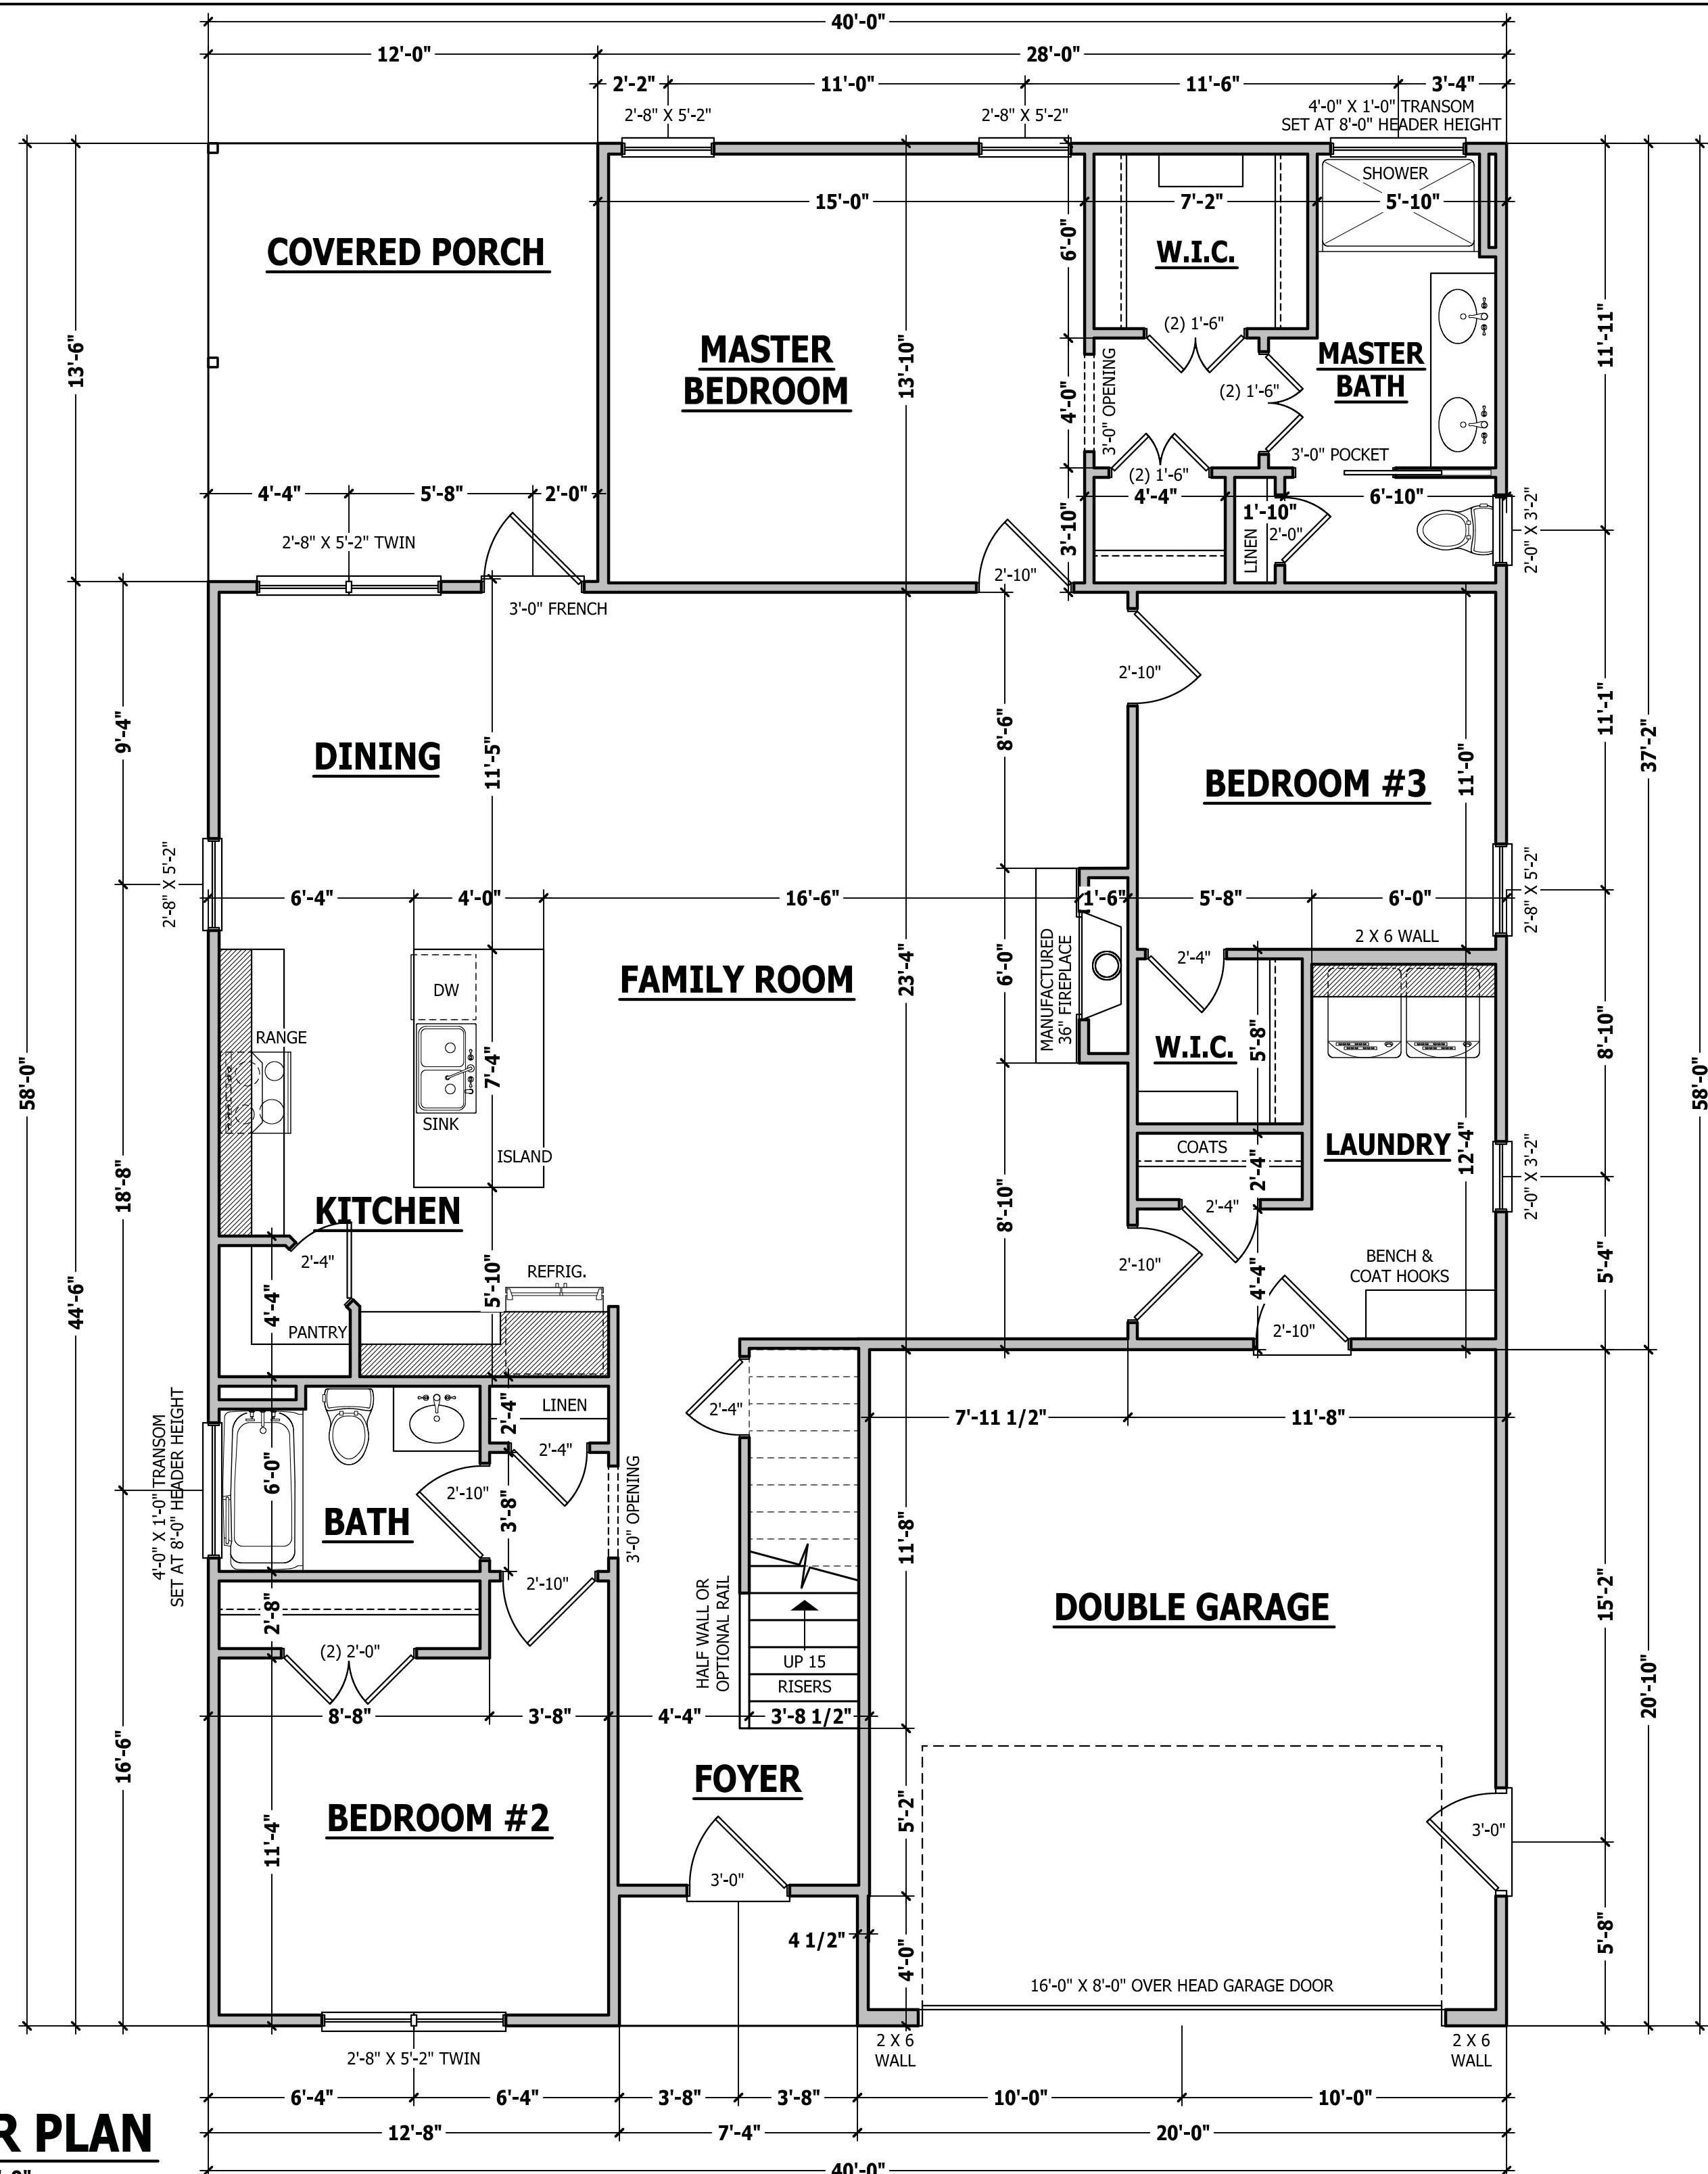 40'-0"
12'-0" 28'-0"
2'-2" 11'-0" 11'-6" 3'-4"
2'-8" X 5'-2" 2'-8" X 5'-2" 4'-0" X 1'-0" TRANSOM
SET AT 8'-0" HEADER HEIGHT
SHOWER
15'-0" 7'-2" 5'-10"
COVERED PORCH
W.I.C.
6'-0"
(2) 1'-6"
MASTER
BEDROOM
MASTER
BATH
13'-6"
13'-10"
11'-11"
4'-0"
3'-0" OPENING
(2) 1'-6"
3'-0" POCKET
(2) 1'-6"
4'-4" 5'-8" 2'-0"
4'-4" 1'-10" 6'-10"
3'-10"
LINEN
2'-0"
2'-0" X 3'-2"
2'-8" X 5'-2" TWIN
3'-0" FRENCH
2'-10"
2'-10"
9'-4"
DINING
11'-5"
8'-6"
BEDROOM #3
11'-0"
11'-1"
37'-2"
2'-8" X 5'-2"
6'-4" 4'-0" 16'-6" 1'-6" 5'-8" 6'-0"
2'-8" X 5'-2"
2 X 6 WALL
FAMILY ROOM
23'-4"
6'-0"
MANUFACTURED
36" FIREPLACE
2'-4"
DW
RANGE
7'-4"
SINK
ISLAND
W.I.C.
5'-8"
8'-10"
58'-0"
58'-0"
COATS
2'-4"
LAUNDRY
12'-4"
2'-0" X 3'-2"
18'-8"
KITCHEN
8'-10"
2'-4"
2'-4"
2'-10"
4'-4"
BENCH &
COAT HOOKS
5'-4"
44'-6"
4'-4"
5'-10"
REFRIG.
PANTRY
2'-10"
4'-0" X 1'-0" TRANSOM
SET AT 8'-0" HEADER HEIGHT
LINEN
2'-4"
2'-4"
2'-4"
7'-11 1/2" 11'-8"
6'-0"
2'-10"
3'-8"
3'-0" OPENING
BATH
11'-8"
2'-10"
2'-8"
(2) 2'-0"
HALF WALL OR
OPTIONAL RAIL
DOUBLE GARAGE
15'-2"
UP 15
RISERS
20'-10"
8'-8" 3'-8" 4'-4" 3'-8 1/2"
16'-6"
FOYER
BEDROOM #2
11'-4"
5'-2"
3'-0"
3'-0"
4 1/2"
4'-0"
5'-8"
16'-0" X 8'-0" OVER HEAD GARAGE DOOR
2 X 6
WALL
2 X 6
WALL
2'-8" X 5'-2" TWIN
6'-4" 6'-4" 3'-8" 3'-8" 10'-0" 10'-0"
12'-8" 7'-4" 20'-0"
R PLAN
40'-0"